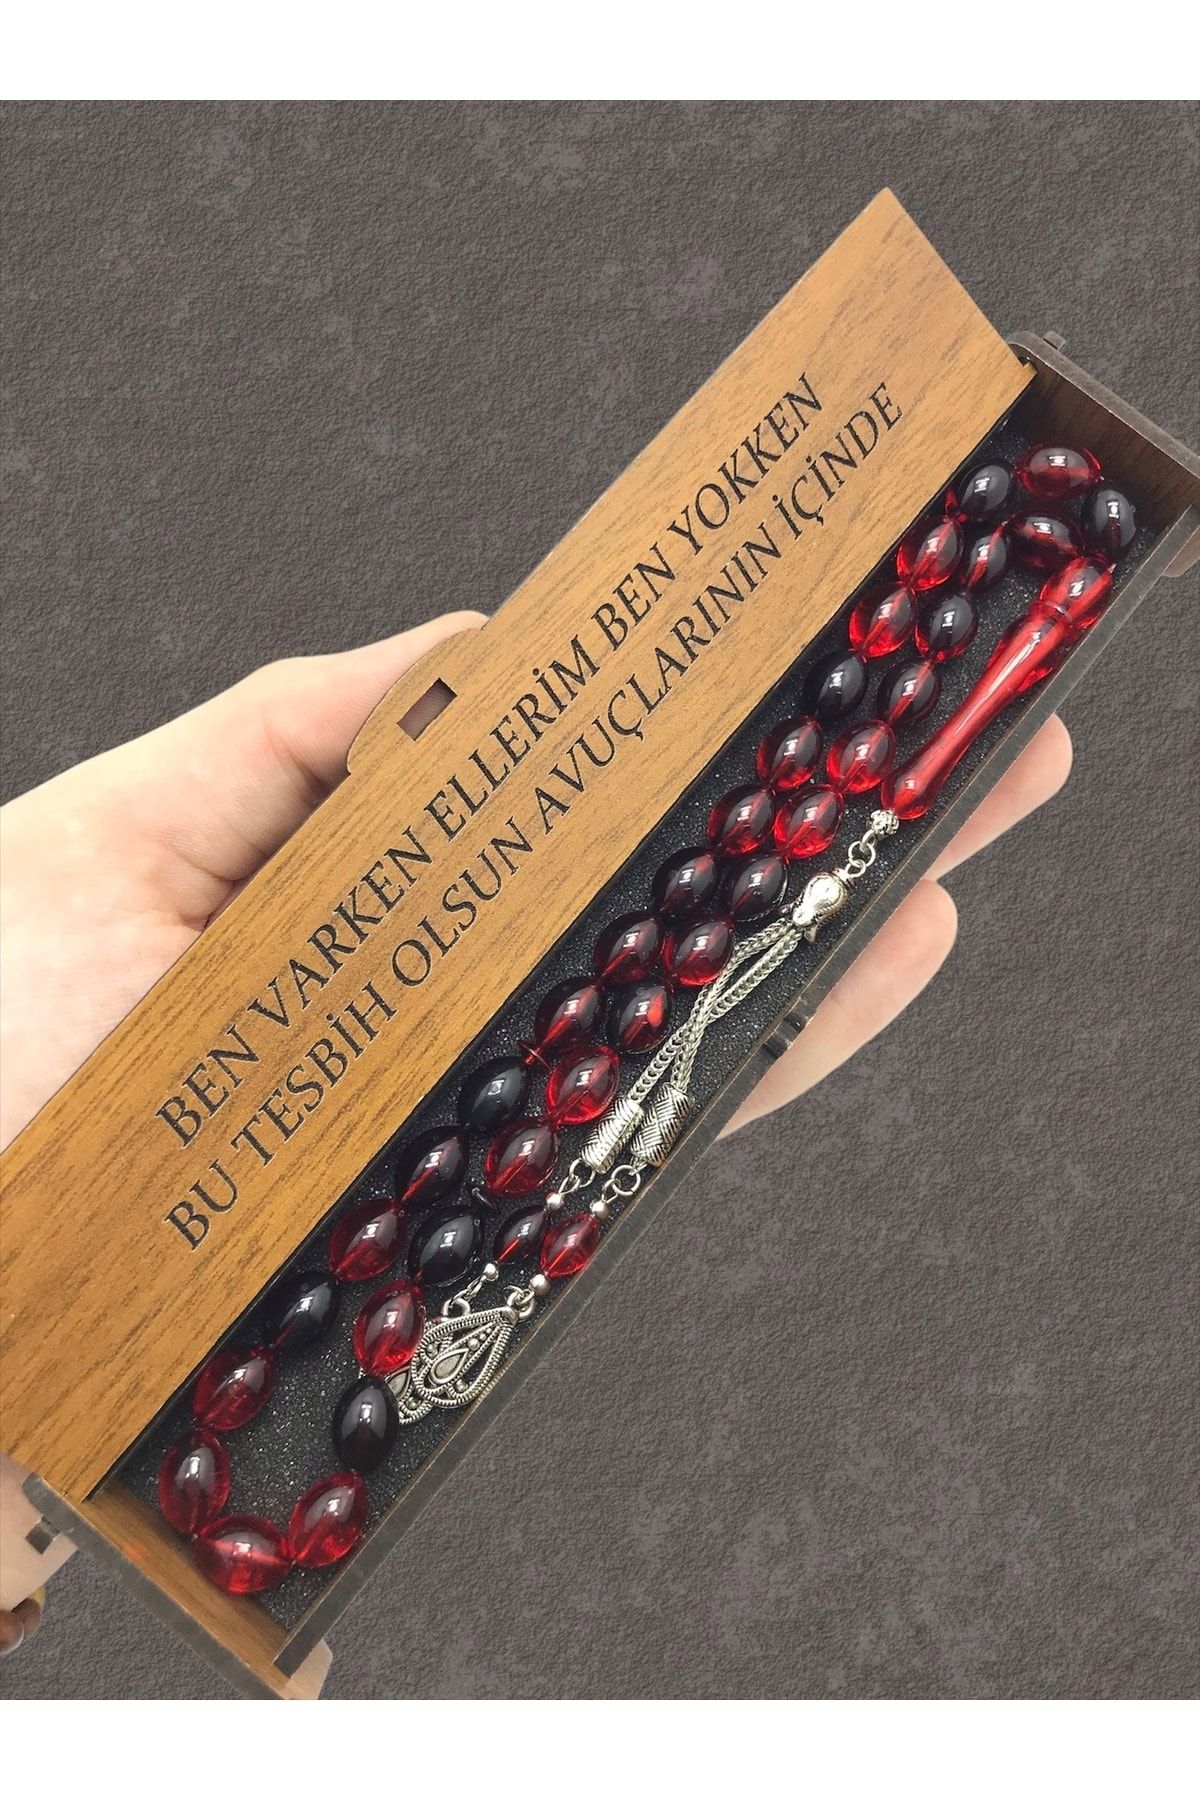 BEN VARKEN ELLERİM BEN YOKKEN
BU TESBİH OLSUN AVUÇLARININ İÇİNDE